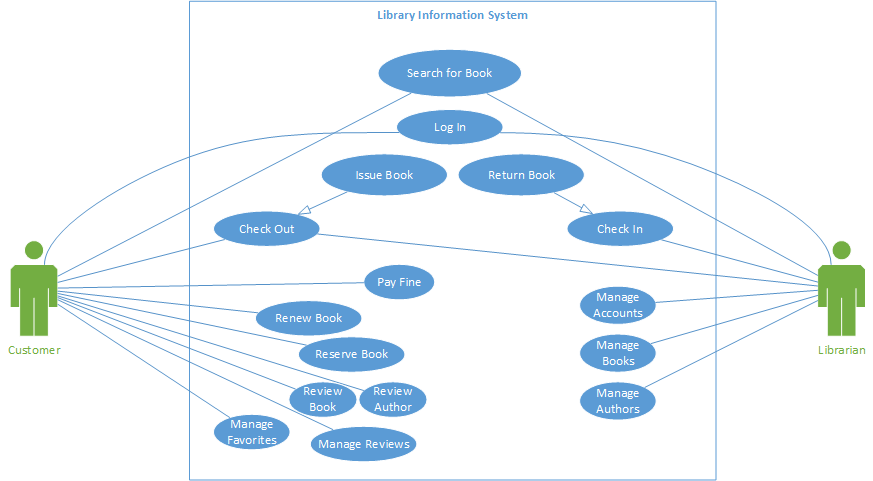 Library Information System
Search for Book
Log In
Issue Book
Return Book
Check Out
Check In
Pay Fine
Manage
Accounts
Renew Book
Manage
Books
Reserve Book
Customer
Librarian
Review
Book
Review
Author
Manage
Authors
Manage
Favorites
Manage Reviews